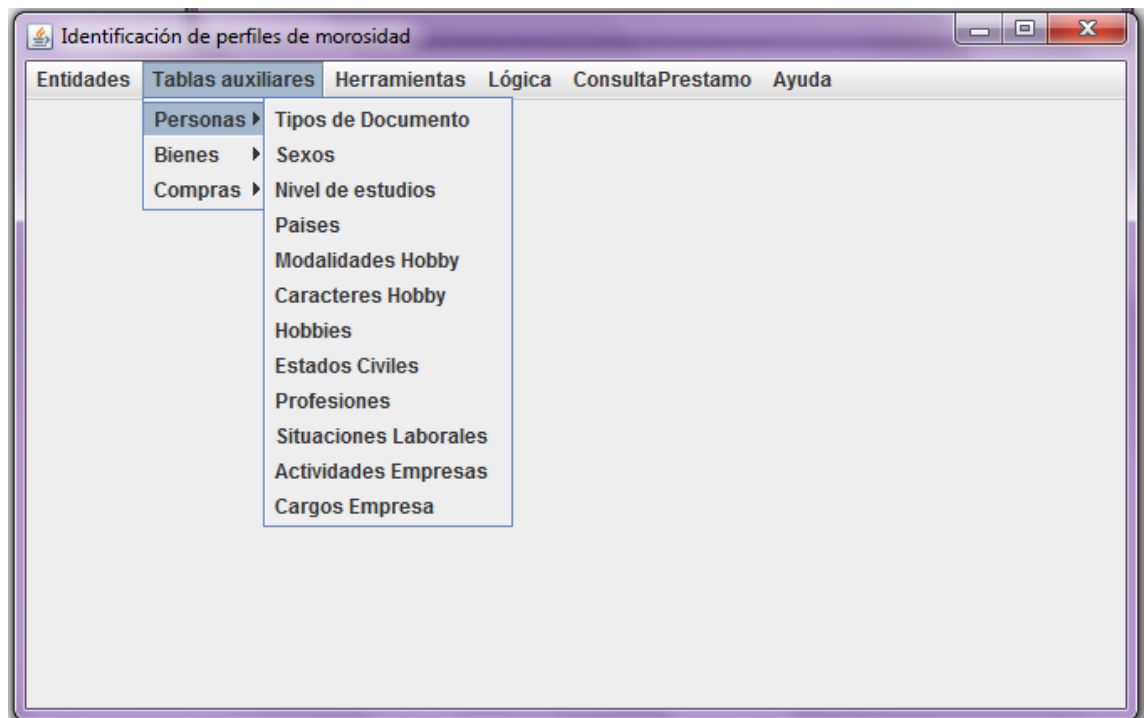 Identificación de perfiles de morosidad
Entidades Tablas auxiliares Herramientas Lógica ConsultaPrestamo Ayuda
Personas
Bienes
Compras
Tipos de Documento
Sexos
Nivel de estudios
Paises
Modalidades Hobby
Caracteres Hobby
Hobbies
Estados Civiles
Profesiones
Situaciones Laborales
Actividades Empresas
Cargos Empresa